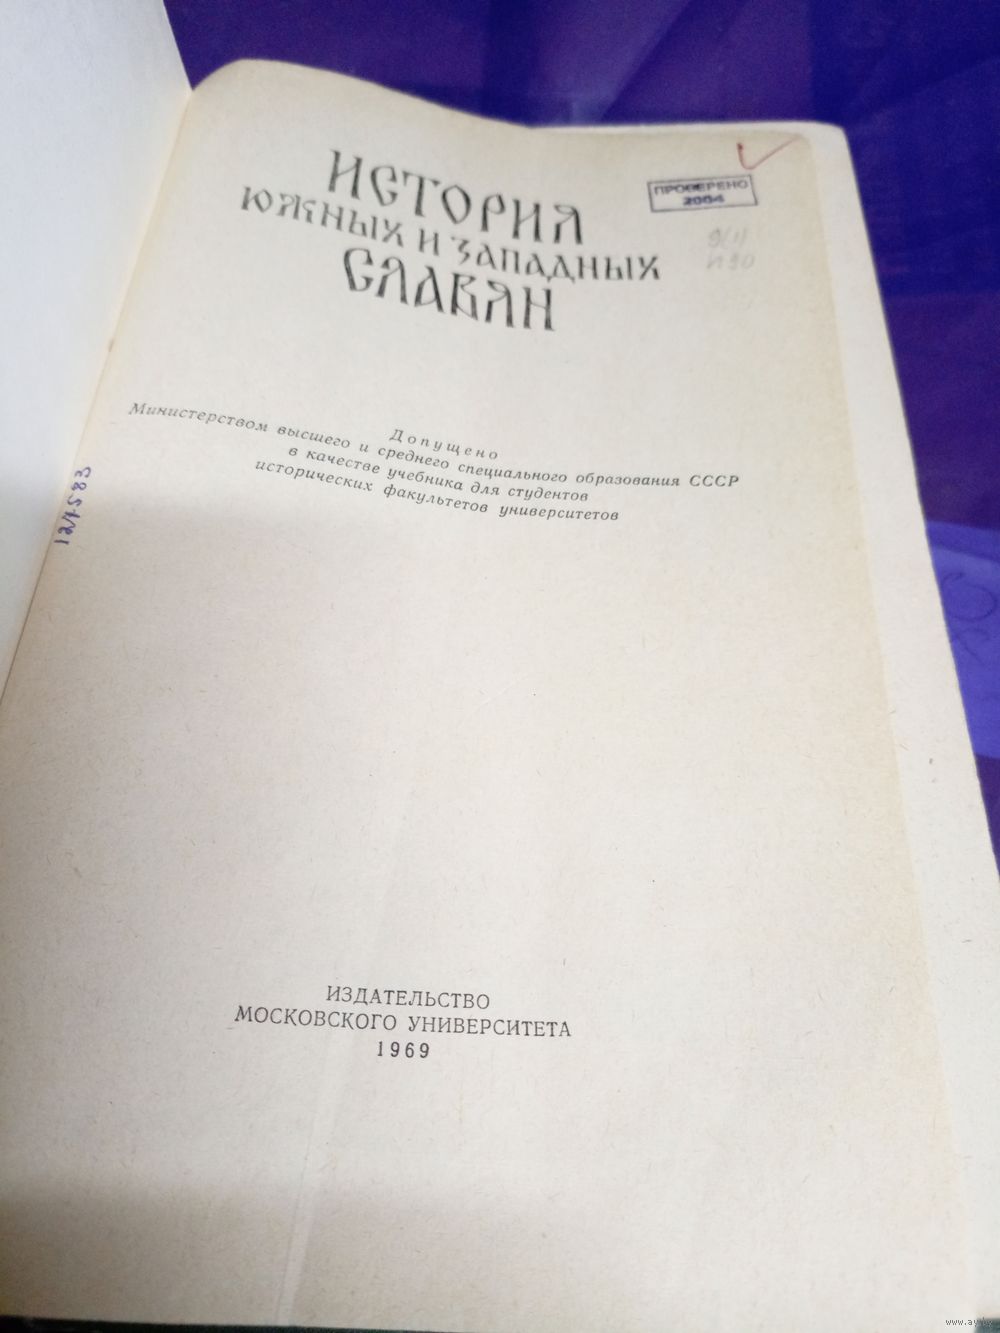 ИСТОРИЯ
ЮЖНЫХ И ЗАПАДНЫХ
СЛАВЯН
ПРОВЕРЕНО
Допущено
Министерством высшего и среднего специального образования СССР
в качестве учебника для студентов
исторических факультетов университетов
ИЗДАТЕЛЬСТВО
МОСКОВСКОГО УНИВЕРСИТЕТА
1969